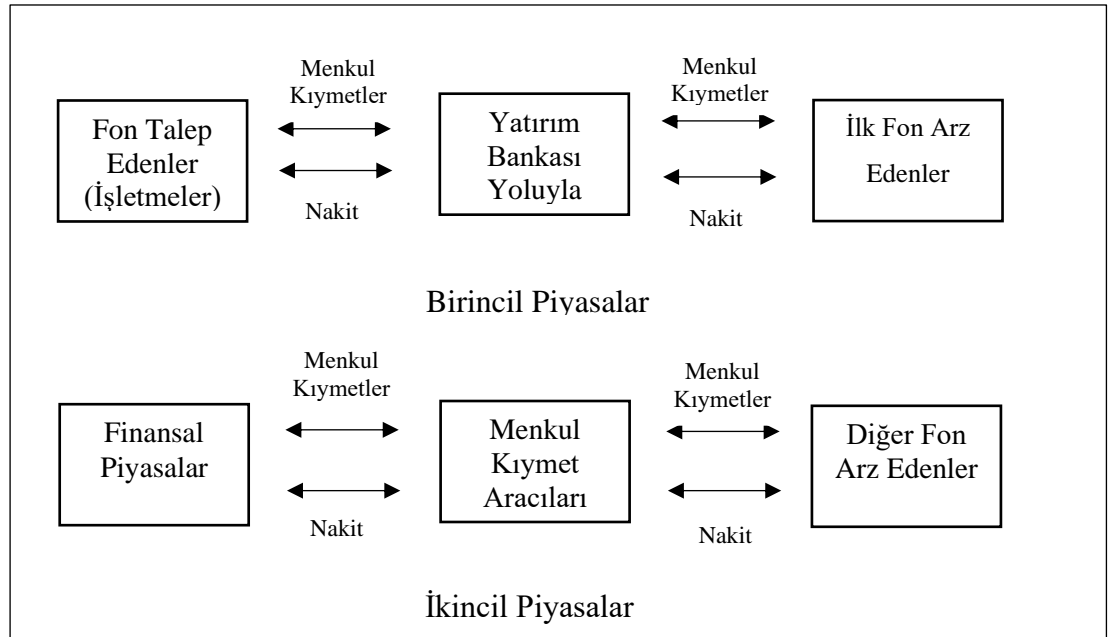 Menkul
Kıymetler
Menkul
Kıymetler
Fon Talep
Edenler
(İşletmeler)
Yatırım
Bankası
Yoluyla
İlk Fon Arz
Edenler
Nakit
Nakit
Birincil Piyasalar
Menkul
Kıymetler
Menkul
Kıymetler
Finansal
Piyasalar
Menkul
Kıymet
Aracıları
Diğer Fon
Arz Edenler
Nakit
Nakit
İkincil Piyasalar